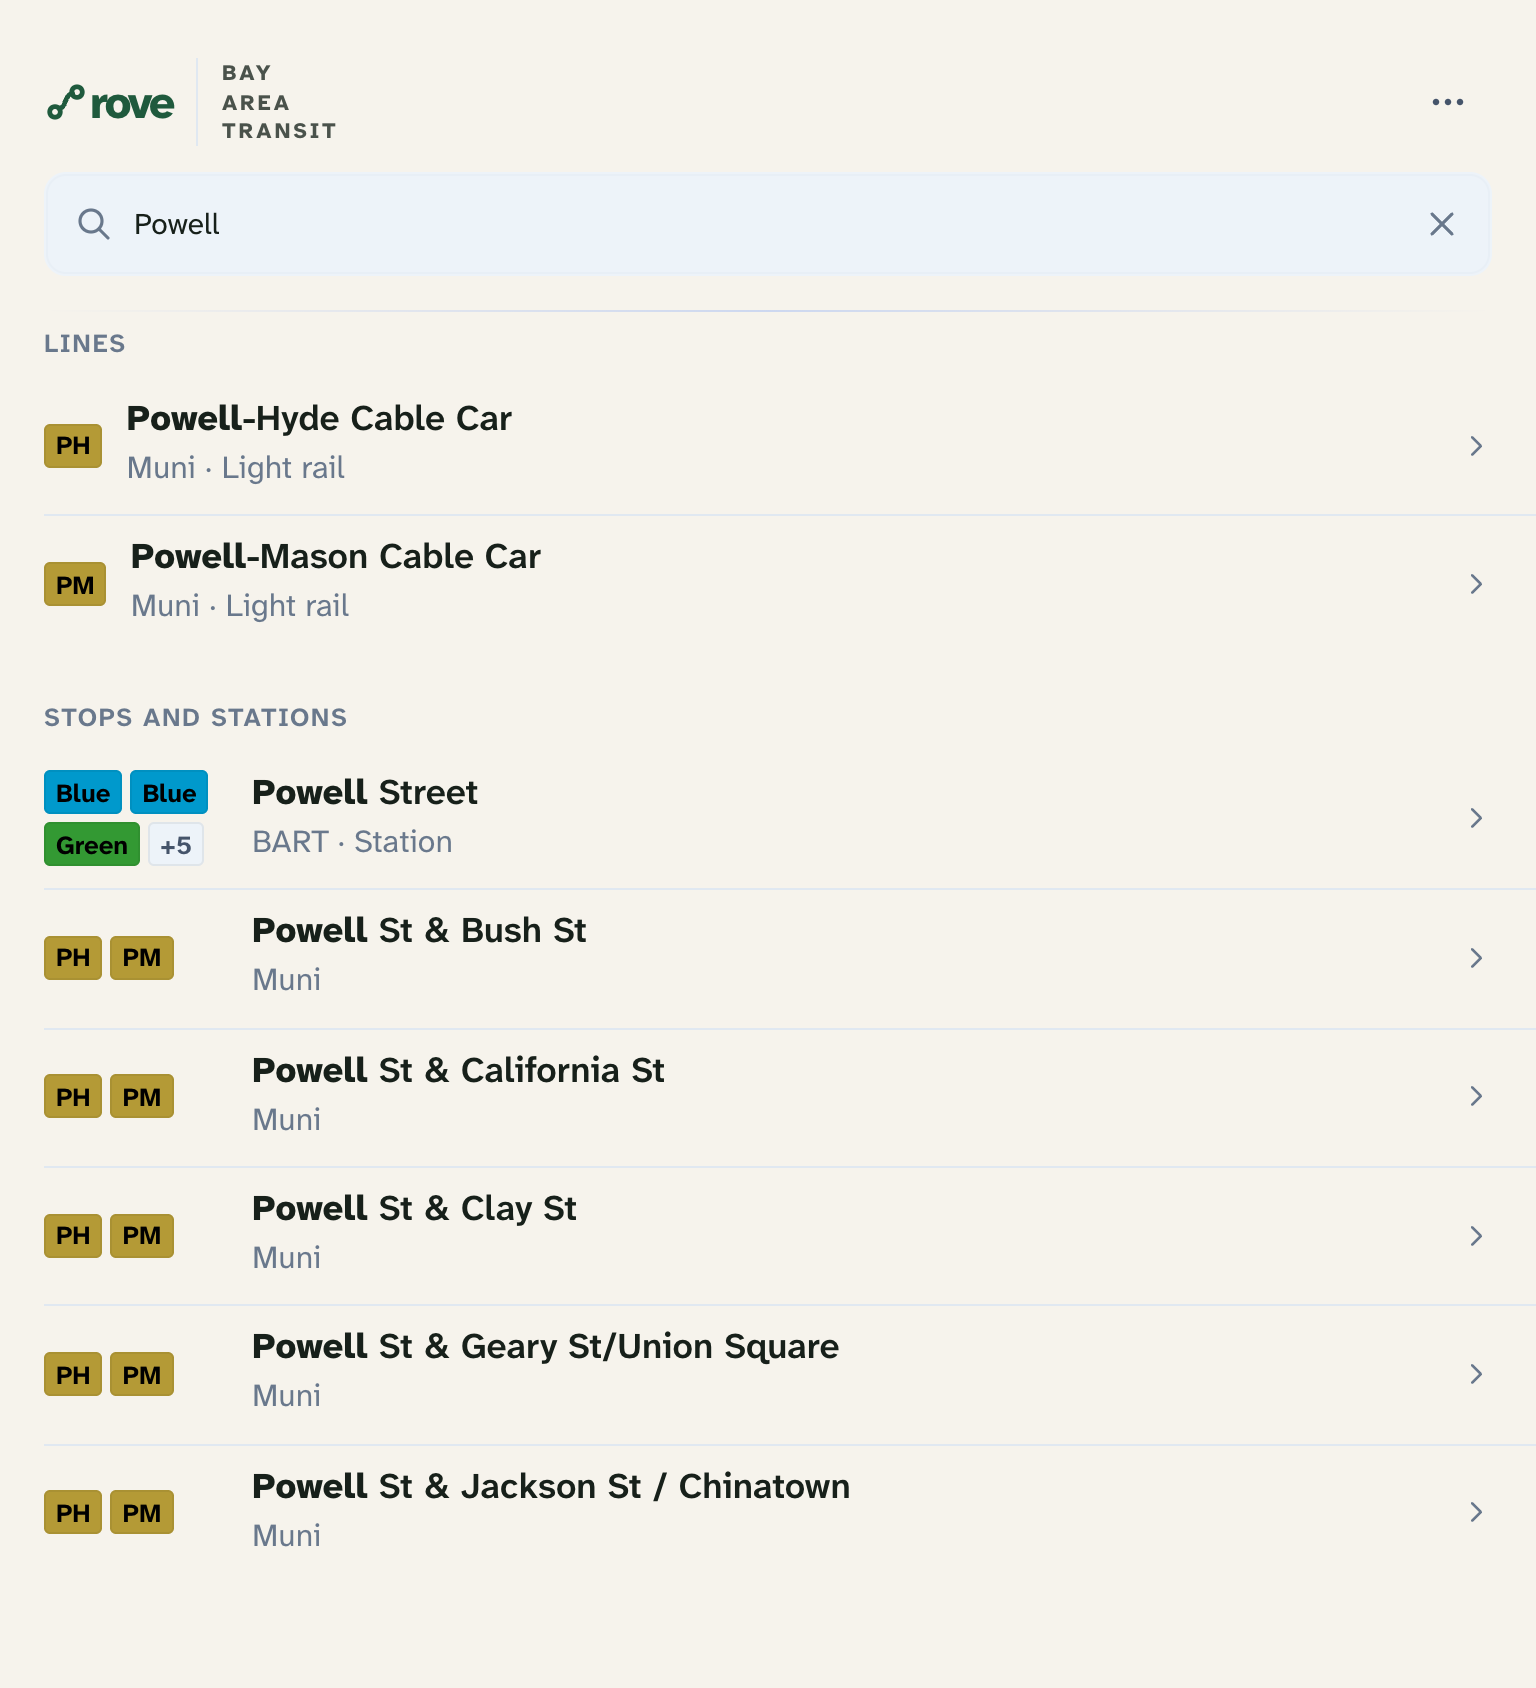 rove
BAY
AREA
TRANSIT
Powell
LINES
PH
Powell-Hyde Cable Car
Muni · Light rail
PM
Powell-Mason Cable Car
Muni · Light rail
STOPS AND STATIONS
Blue Blue
Green +5
Powell Street
BART · Station
PH PM
Powell St & Bush St
Muni
PH PM
Powell St & California St
Muni
PH PM
Powell St & Clay St
Muni
PH PM
Powell St & Geary St/Union Square
Muni
PH PM
Powell St & Jackson St / Chinatown
Muni